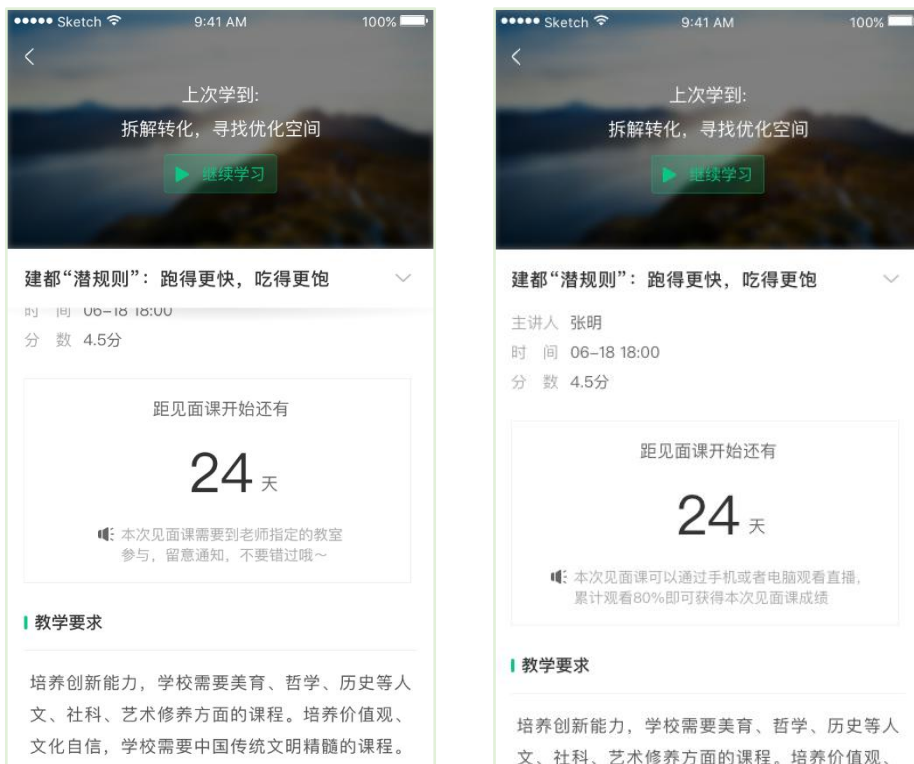 Sketch
9:41 AM
100%
上次学到:
拆解转化，寻找优化空间
继续学习
建都“潜规则”：跑得更快，吃得更饱
时 间 06-18 18:00
分 数 4.5分
距见面课开始还有
24 天
本次见面课需要到老师指定的教室
参与，留意通知，不要错过哦～
教学要求
培养创新能力，学校需要美育、哲学、历史等人
文、社科、艺术修养方面的课程。培养价值观、
文化自信，学校需要中国传统文明精髓的课程。
Sketch
9:41 AM
100%
上次学到:
拆解转化，寻找优化空间
继续学习
建都“潜规则”：跑得更快，吃得更饱
主讲人 张明
时 间 06-18 18:00
分 数 4.5分
距见面课开始还有
24 天
本次见面课可以通过手机或者电脑观看直播，
累计观看80%即可获得本次见面课成绩
教学要求
培养创新能力，学校需要美育、哲学、历史等人
文、社科、艺术修养方面的课程。培养价值观、